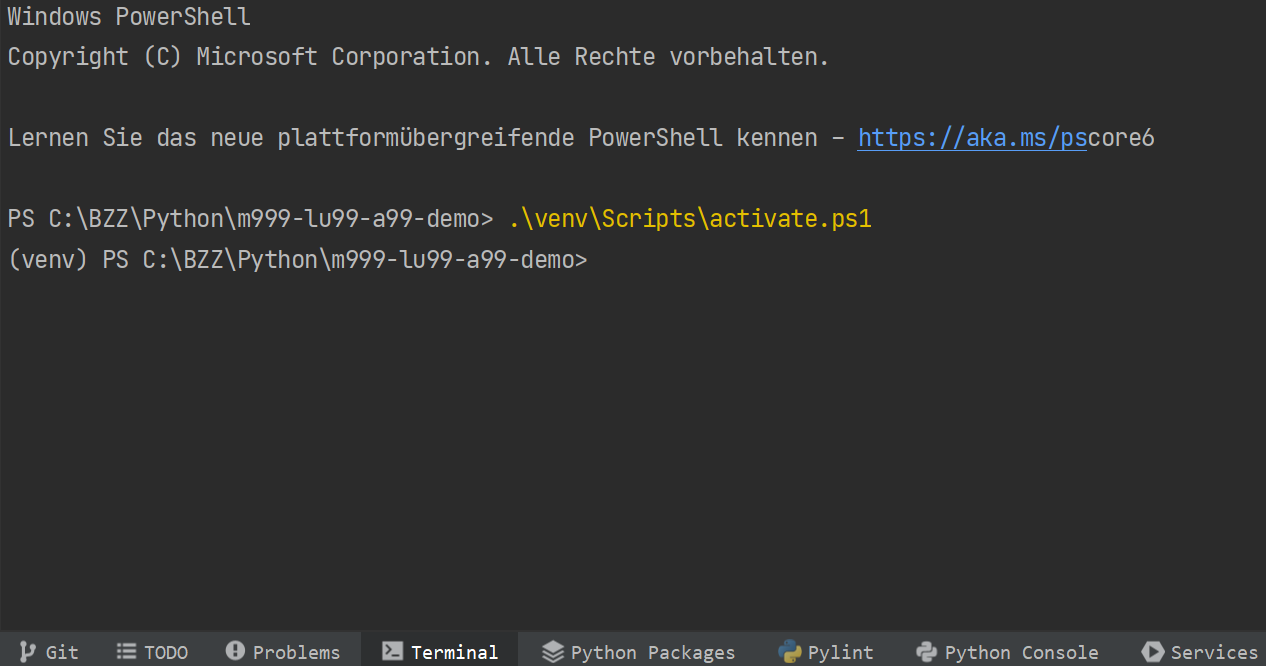 Windows PowerShell
Copyright (C) Microsoft Corporation. Alle Rechte vorbehalten.
Lernen Sie das neue plattformübergreifende PowerShell kennen – https://aka.ms/pscore6
PS C:\BZZ\Python\m999-lu99-a99-demo> .\venv\Scripts\activate.ps1
(venv) PS C:\BZZ\Python\m999-lu99-a99-demo>
Git TODO Problems Terminal Python Packages Pylint Python Console Services